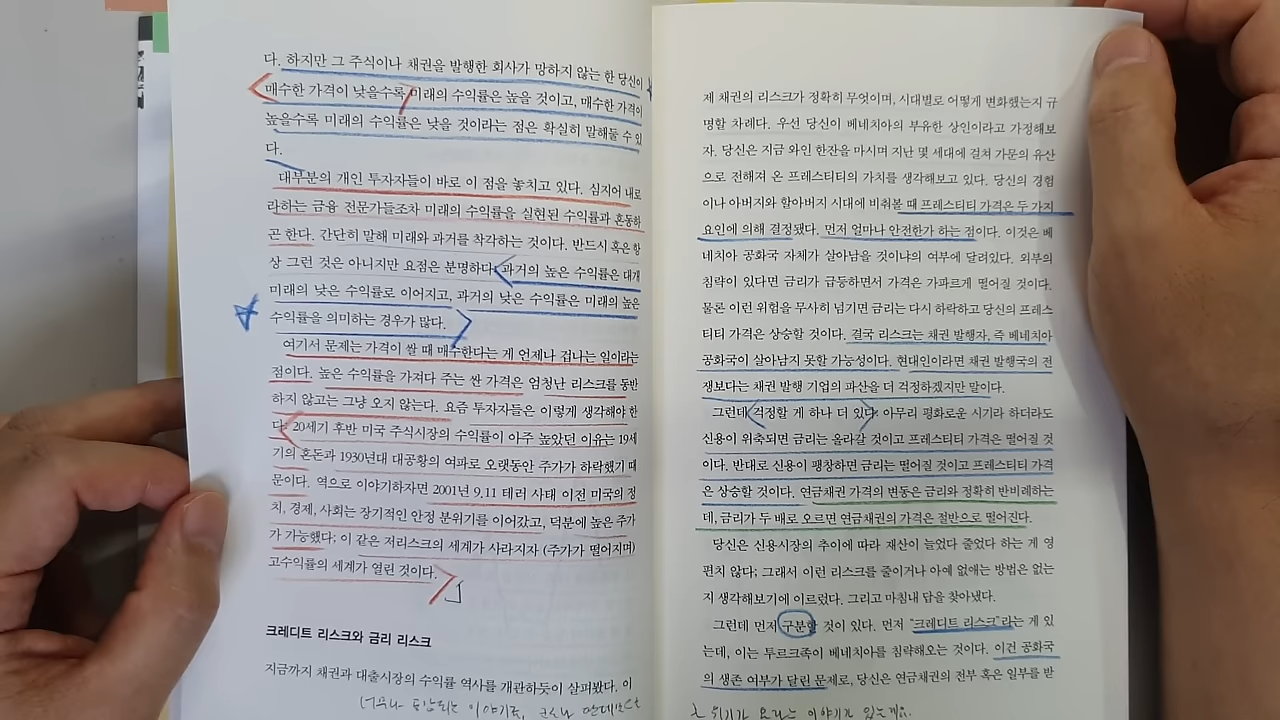 다. 하지만 그 주식이나 채권을 발행한 회사가 망하지 않는 한 당신이
매수한 가격이 낮을수록 미래의 수익률은 높을 것이고, 매수한 가격이
높을수록 미래의 수익률은 낮을 것이라는 점은 확실히 말해둘 수 있
다.
대부분의 개인 투자자들이 바로 이 점을 놓치고 있다. 심지어 내로
라하는 금융 전문가들조차 미래의 수익률을 실현된 수익률과 혼동하
곤 한다. 간단히 말해 미래와 과거를 착각하는 것이다. 반드시 혹은 항
상 그런 것은 아니지만 요점은 분명하다. 과거의 높은 수익률은 대개
미래의 낮은 수익률로 이어지고, 과거의 낮은 수익률은 미래의 높은
수익률을 의미하는 경우가 많다.
여기서 문제는 가격이 쌀 때 매수한다는 게 언제나 겁나는 일이라는
점이다. 높은 수익률을 가져다 주는 싼 가격은 엄청난 리스크를 동반
하지 않고는 그냥 오지 않는다. 요즘 투자자들은 이렇게 생각해야 한
다. 20세기 후반 미국 주식시장의 수익률이 아주 높았던 이유는 19세
기의 혼돈과 1930년대 대공황의 여파로 오랫동안 주가가 하락했기 때
문이다. 역으로 이야기하자면 2001년 9.11 테러 사태 이전 미국의 정
치, 경제, 사회는 장기적인 안정 분위기를 이어갔고, 덕분에 높은 주가
가 가능했다; 이 같은 저리스크의 세계가 사라지자 (주가가 떨어지며)
고수익률의 세계가 열린 것이다.
크레디트 리스크와 금리 리스크
지금까지 채권과 대출시장의 수익률 역사를 개관하듯이 살펴봤다. 이
이야기로,
제 채권의 리스크가 정확히 무엇이며, 시대별로 어떻게 변화했는지 규
명할 차례다. 우선 당신이 베네치아의 부유한 상인이라고 가정해보
자. 당신은 지금 와인 한잔을 마시며 지난 몇 세대에 걸쳐 가문의 유산
으로 전해져 온 프레스티티의 가치를 생각해보고 있다. 당신의 경험
이나 아버지와 할아버지 시대에 비춰볼 때 프레스티티 가격은 두 가지
요인에 의해 결정됐다. 먼저 얼마나 안전한가 하는 점이다. 이것은 베
네치아 공화국 자체가 살아남을 것이냐의 여부에 달려있다. 외부의
침략이 있다면 금리가 급등하면서 가격은 가파르게 떨어질 것이다.
물론 이런 위험을 무사히 넘기면 금리는 다시 하락하고 당신의 프레스
티티 가격은 상승할 것이다. 결국 리스크는 채권 발행자, 즉 베네치아
공화국이 살아남지 못할 가능성이다. 현대인이라면 채권 발행국의 전
쟁보다는 채권 발행 기업의 파산을 더 걱정하겠지만 말이다.
그런데 걱정할 게 하나 더 있다. 아무리 평화로운 시기라 하더라도
신용이 위축되면 금리는 올라갈 것이고 프레스티티 가격은 떨어질 것
이다. 반대로 신용이 팽창하면 금리는 떨어질 것이고 프레스티티 가격
은 상승할 것이다. 연금채권 가격의 변동은 금리와 정확히 반비례하는
데, 금리가 두 배로 오르면 연금채권의 가격은 절반으로 떨어진다.
당신은 신용시장의 추이에 따라 재산이 늘었다 줄었다 하는 게 영
편치 않다; 그래서 이런 리스크를 줄이거나 아예 없애는 방법은 없는
지 생각해보기에 이르렀다. 그리고 마침내 답을 찾아냈다.
그런데 먼저 구분할 것이 있다. 먼저 "크레디트 리스크"라는 게 있
는데, 이는 투르크족이 베네치아를 침략해오는 것이다. 이건 공화국
의 생존 여부가 달린 문제로, 당신은 연금채권의 전부 혹은 일부를 받
이야기가 있는거요.